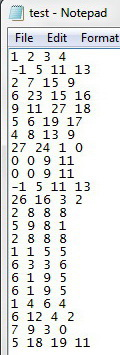 test - Notepad
File Edit Format
1 2 3 4
-1 5 11 13
2 7 15 9
6 23 15 16
9 11 27 18
5 6 19 17
4 8 13 9
27 24 1 0
0 0 9 11
0 0 9 11
-1 5 11 13
26 16 3 2
2 8 8 8
5 9 8 1
2 8 8 8
1 1 5 5
6 3 3 6
6 1 9 5
6 1 9 5
1 4 6 4
6 12 4 2
7 9 3 0
5 18 19 11